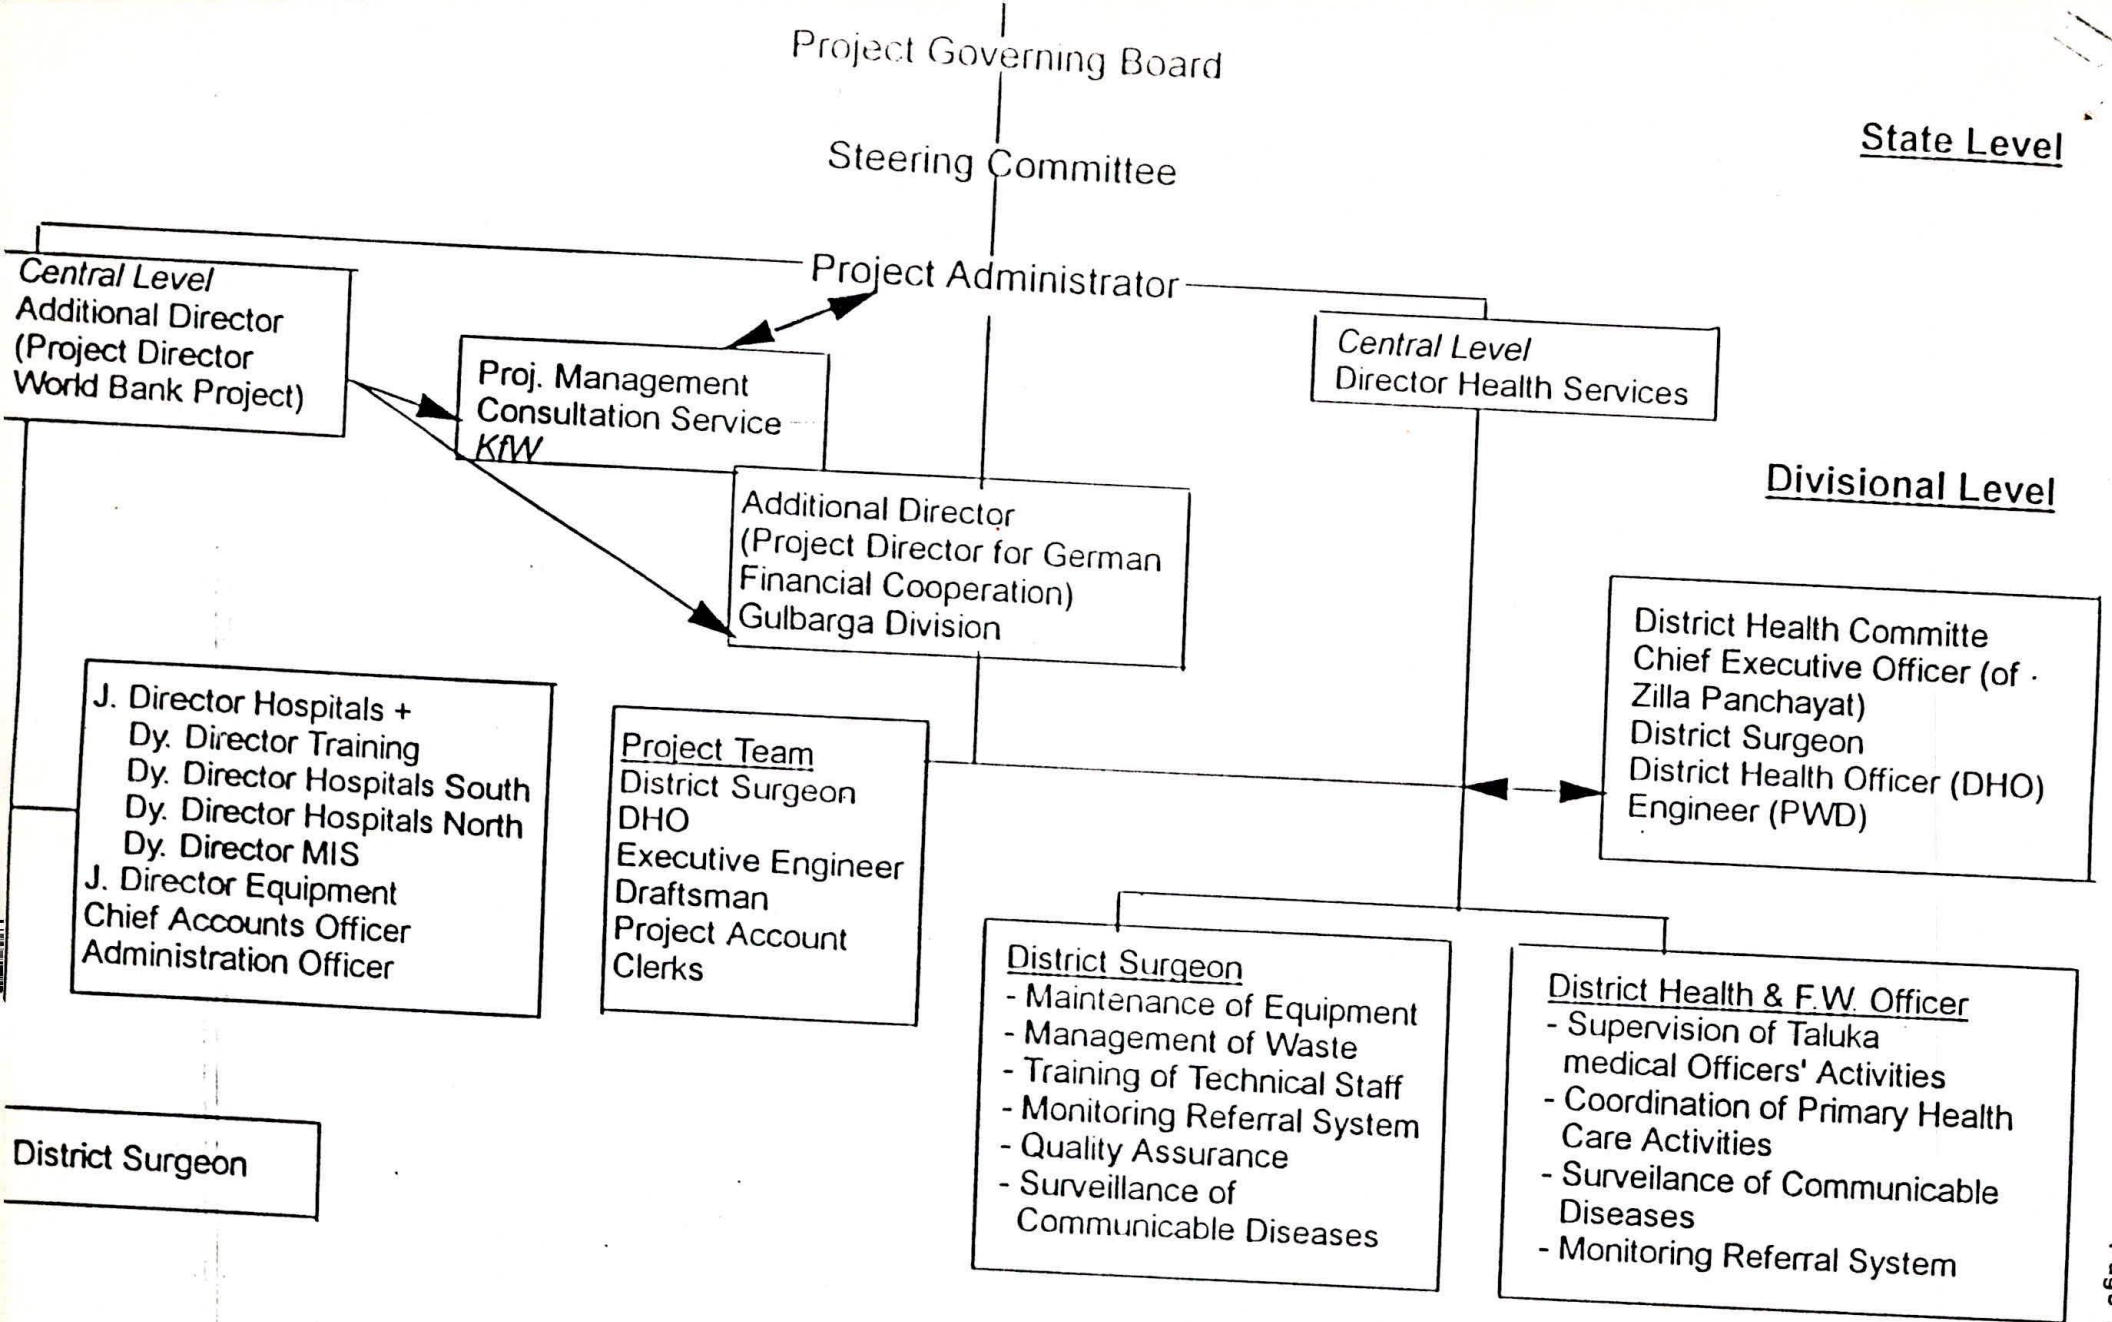 Project Governing Board
State Level
Steering Committee
Project Administrator
Central Level
Additional Director
(Project Director
World Bank Project)
Proj. Management
Consultation Service
KfW
Central Level
Director Health Services
Divisional Level
Additional Director
(Project Director for German
Financial Cooperation)
Gulbarga Division
District Health Committe
Chief Executive Officer (of
Zilla Panchayat)
District Surgeon
District Health Officer (DHO)
Engineer (PWD)
J. Director Hospitals +
Dy. Director Training
Dy. Director Hospitals South
Dy. Director Hospitals North
Dy. Director MIS
J. Director Equipment
Chief Accounts Officer
Administration Officer
Project Team
District Surgeon
DHO
Executive Engineer
Draftsman
Project Account
Clerks
District Surgeon
- Maintenance of Equipment
- Management of Waste
- Training of Technical Staff
- Monitoring Referral System
- Quality Assurance
- Surveillance of
Communicable Diseases
District Health & F.W. Officer
- Supervision of Taluka
medical Officers' Activities
- Coordination of Primary Health
Care Activities
- Surveilance of Communicable
Diseases
- Monitoring Referral System
District Surgeon